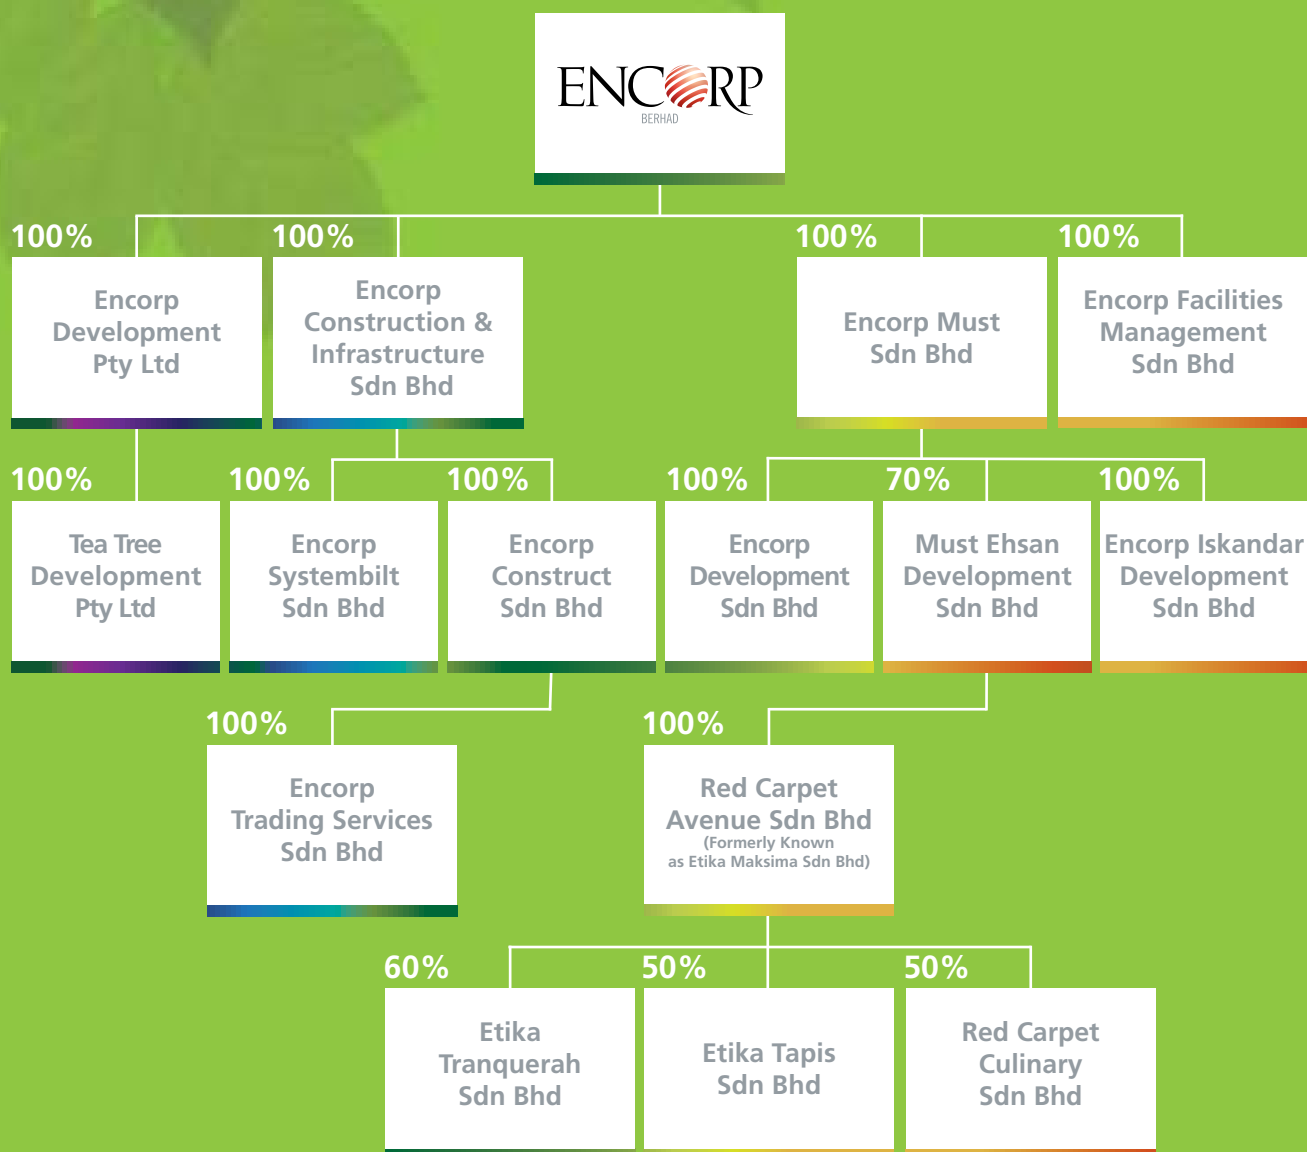 ENCORP
BERHAD
100%
100%
100%
100%
Encorp
Development
Pty Ltd
Encorp
Construction &
Infrastructure
Sdn Bhd
Encorp Must
Sdn Bhd
Encorp Facilities
Management
Sdn Bhd
100%
100%
100%
100%
70%
100%
Tea Tree
Development
Pty Ltd
Encorp
Systembilt
Sdn Bhd
Encorp
Construct
Sdn Bhd
Encorp
Development
Sdn Bhd
Must Ehsan
Development
Sdn Bhd
Encorp Iskandar
Development
Sdn Bhd
100%
100%
Encorp
Trading Services
Sdn Bhd
Red Carpet
Avenue Sdn Bhd
(Formerly Known
as Etika Maksima Sdn Bhd)
60%
50%
50%
Etika
Tranquerah
Sdn Bhd
Etika Tapis
Sdn Bhd
Red Carpet
Culinary
Sdn Bhd